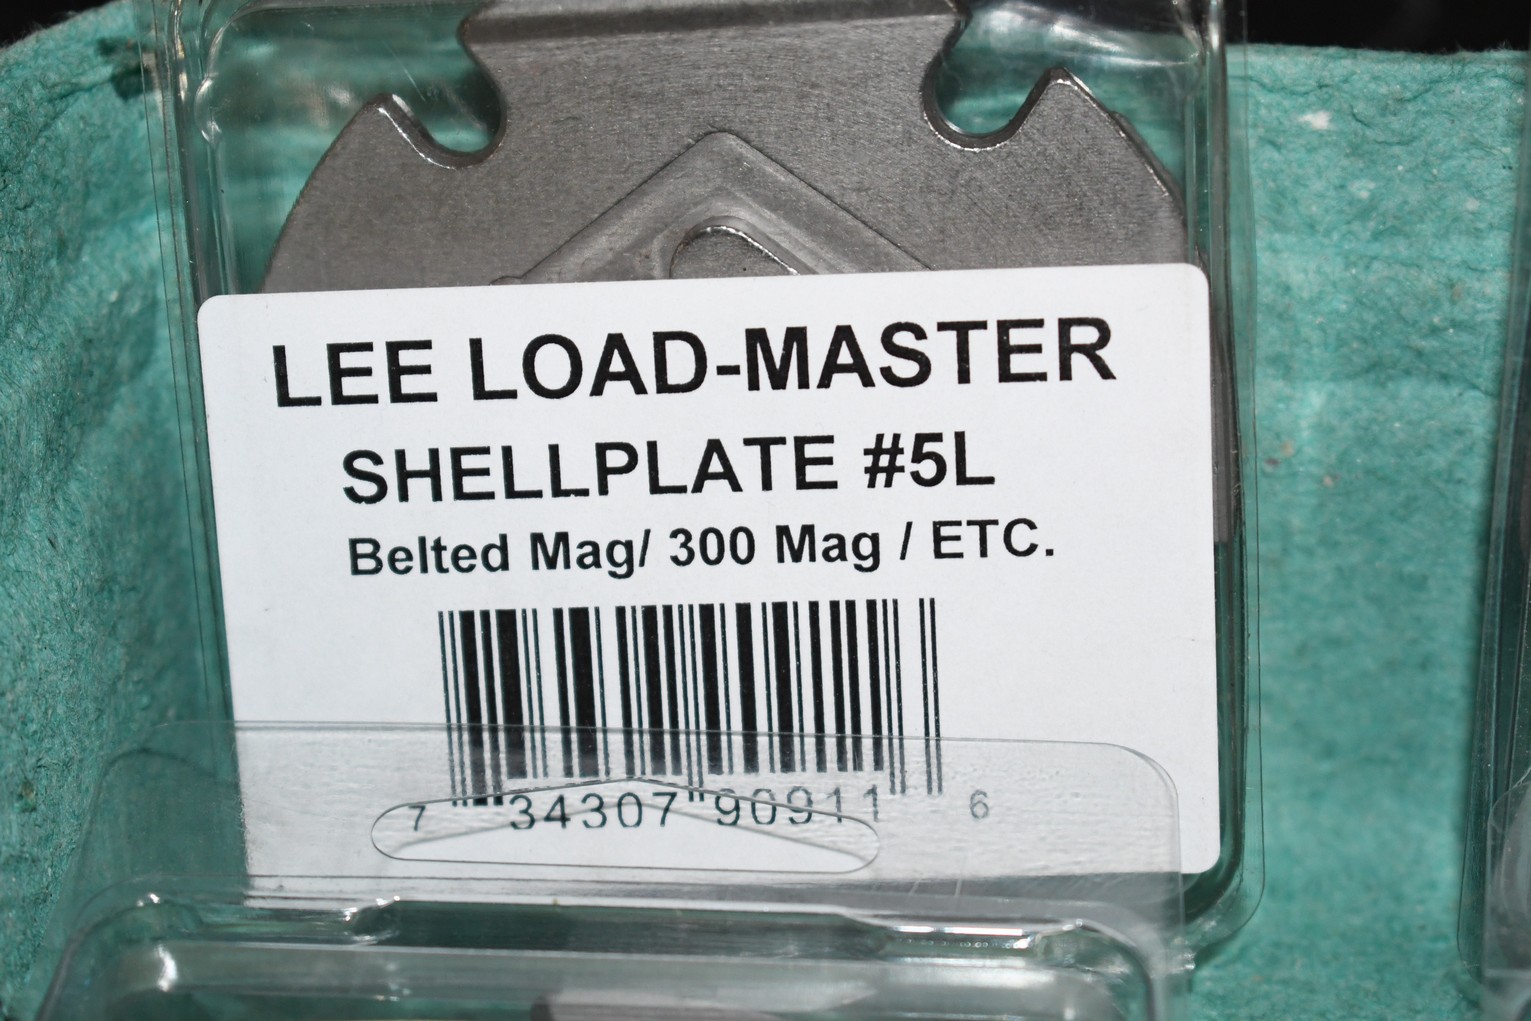 LEE LOAD-MASTER
SHELLPLATE #5L
Belted Mag/ 300 Mag / ETC.
7 34307 90911 6